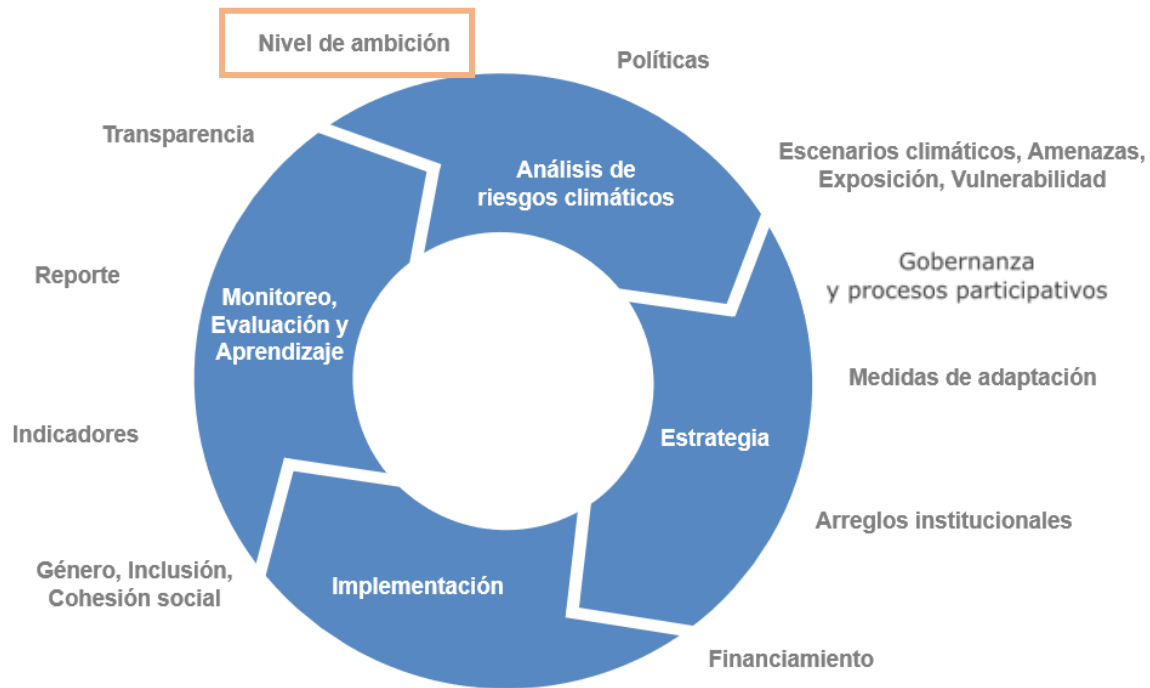 Nivel de ambición
Políticas
Transparencia
Escenarios climáticos, Amenazas,
Exposición, Vulnerabilidad
Análisis de
riesgos climáticos
Gobernanza
y procesos participativos
Reporte
Monitoreo,
Evaluación y
Aprendizaje
Medidas de adaptación
Indicadores
Estrategia
Arreglos institucionales
Género, Inclusión,
Cohesión social
Implementación
Financiamiento